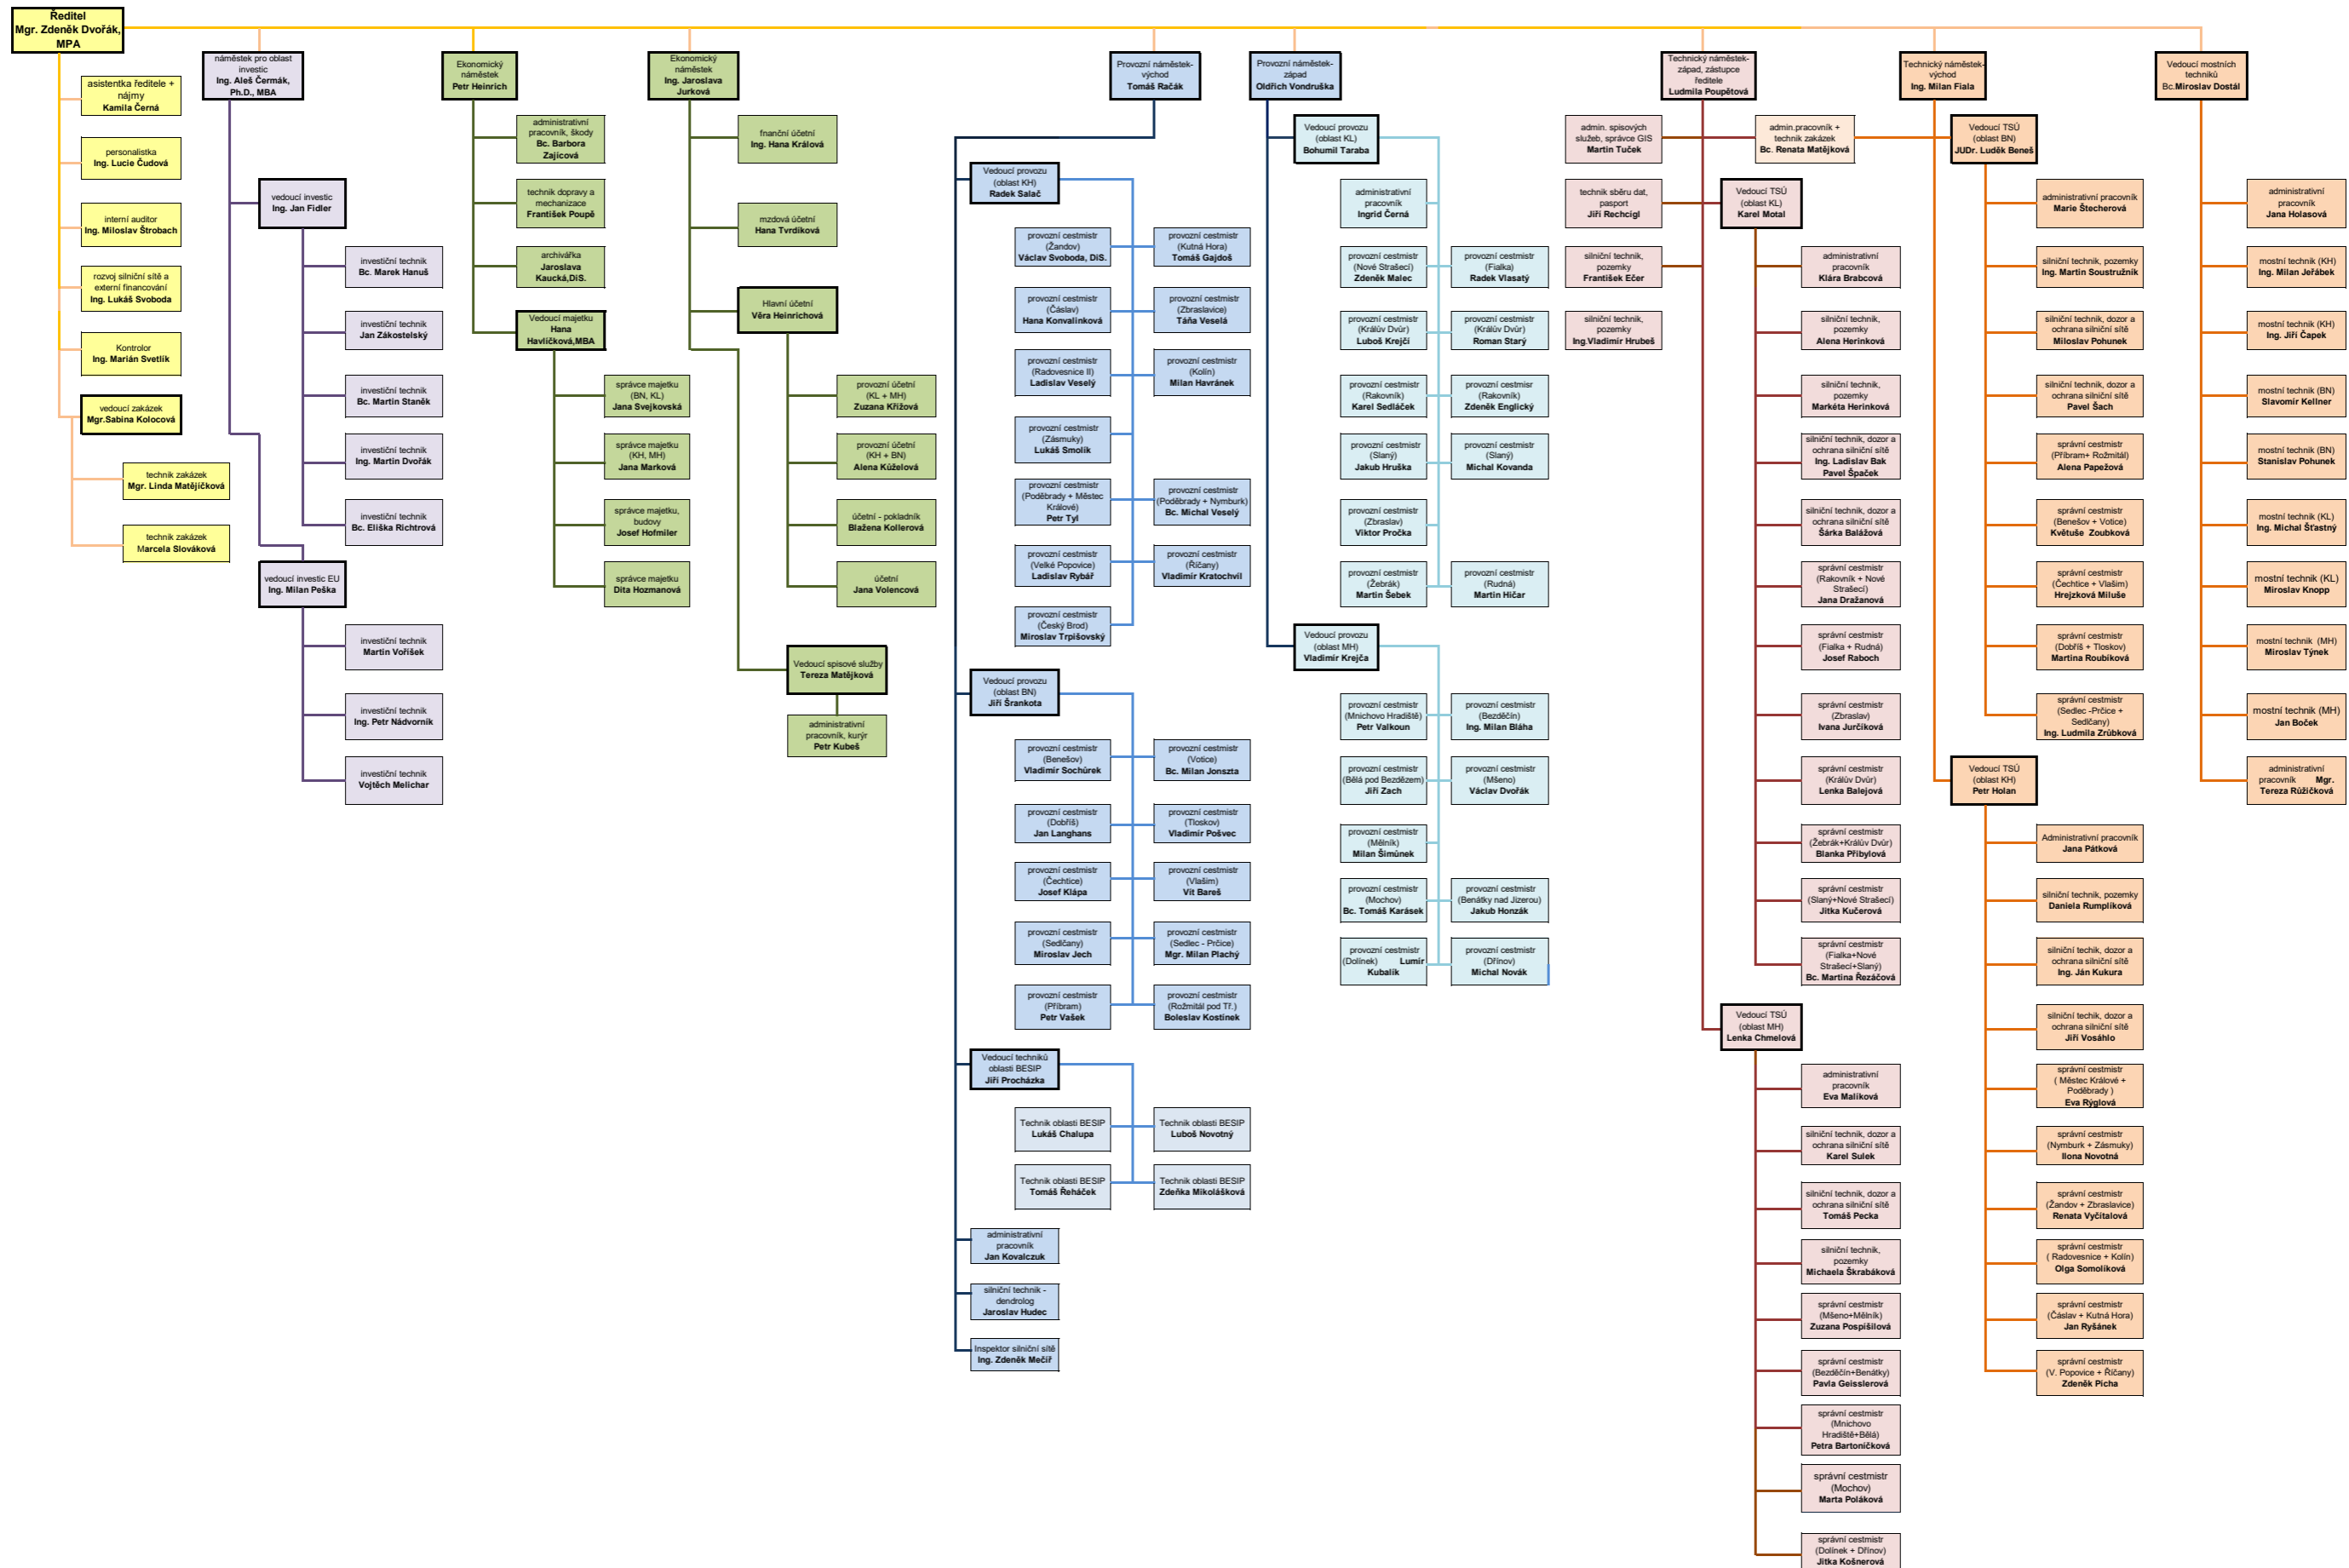 Ředitel
Mgr. Zdeněk Dvořák,
MPA
asistentka ředitele +
nájmy
Kamila Černá
personalistka
Ing. Lucie Čudová
interní auditor
Ing. Miloslav Štrobach
rozvoj silniční sítě a
externí financování
Ing. Lukáš Svoboda
Kontrolor
Ing. Marián Svetlík
vedoucí zakázek
Mgr.Sabina Kolocová
technik zakázek
Mgr. Linda Matějíčková
technik zakázek
Marcela Slováková
náměstek pro oblast
investic
Ing. Aleš Čermák,
Ph.D., MBA
vedoucí investic
Ing. Jan Fidler
investiční technik
Bc. Marek Hanuš
investiční technik
Jan Zákostelský
investiční technik
Bc. Martin Staněk
investiční technik
Ing. Martin Dvořák
investiční technik
Bc. Eliška Richtrová
vedoucí investic EU
Ing. Milan Peška
investiční technik
Martin Voříšek
investiční technik
Ing. Petr Nádvorník
investiční technik
Vojtěch Melichar
Ekonomický
náměstek
Petr Heinrich
administrativní
pracovník, škody
Bc. Barbora
Zajícová
technik dopravy a
mechanizace
František Poupě
archivářka
Jaroslava
Kaucká,DiS.
Vedoucí majetku
Hana
Havlíčková,MBA
správce majetku
(BN, KL)
Jana Svejkovská
správce majetku
(KH, MH)
Jana Marková
správce majetku,
budovy
Josef Hofmiler
správce majetku
Dita Hozmanová
Ekonomický
náměstek
Ing. Jaroslava
Jurková
fnanční účetní
Ing. Hana Králová
mzdová účetní
Hana Tvrdíková
Hlavní účetní
Věra Heinrichová
provozní účetní
(KL + MH)
Zuzana Křížová
provozní účetní
(KH + BN)
Alena Kůželová
účetní - pokladník
Blažena Kollerová
účetní
Jana Volencová
Vedoucí spisové služby
Tereza Matějková
administrativní
pracovník, kurýr
Petr Kubeš
Provozní náměstek-
východ
Tomáš Račák
Vedoucí provozu
(oblast KH)
Radek Salač
provozní cestmistr
(Žandov)
Václav Svoboda, DiS.
provozní cestmistr
(Kutná Hora)
Tomáš Gajdoš
provozní cestmistr
(Čáslav)
Hana Konvalinková
provozní cestmistr
(Zbraslavice)
Táňa Veselá
provozní cestmistr
(Radovesnice II)
Ladislav Veselý
provozní cestmistr
(Kolín)
Milan Havránek
provozní cestmistr
(Zásmuky)
Lukáš Smolík
provozní cestmistr
(Poděbrady + Městec
Králové)
Petr Tyl
provozní cestmistr
(Poděbrady + Nymburk)
Bc. Michal Veselý
provozní cestmistr
(Velké Popovice)
Ladislav Rybář
provozní cestmistr
(Říčany)
Vladimír Kratochvíl
provozní cestmistr
(Český Brod)
Miroslav Trpišovský
Vedoucí provozu
(oblast BN)
Jiří Šrankota
provozní cestmistr
(Benešov)
Vladimír Sochůrek
provozní cestmistr
(Votice)
Bc. Milan Jonszta
provozní cestmistr
(Dobříš)
Jan Langhans
provozní cestmistr
(Tloskov)
Vladimír Pošvec
provozní cestmistr
(Čechtice)
Josef Klápa
provozní cestmistr
(Vlašim)
Vít Bareš
provozní cestmistr
(Sedlčany)
Miroslav Jech
provozní cestmistr
(Sedlec - Prčice)
Mgr. Milan Plachý
provozní cestmistr
(Příbram)
Petr Vašek
provozní cestmistr
(Rožmitál pod Tř.)
Boleslav Kostínek
Vedoucí techniků
oblasti BESIP
Jiří Procházka
Technik oblasti BESIP
Lukáš Chalupa
Technik oblasti BESIP
Luboš Novotný
Technik oblasti BESIP
Tomáš Řeháček
Technik oblasti BESIP
Zdeňka Mikolášková
administrativní
pracovník
Jan Kovalczuk
silniční technik -
dendrolog
Jaroslav Hudec
Inspektor silniční sítě
Ing. Zdeněk Mečíř
Provozní náměstek-
západ
Oldřich Vondruška
Vedoucí provozu
(oblast KL)
Bohumil Taraba
administrativní
pracovník
Ingrid Černá
provozní cestmistr
(Nové Strašecí)
Zdeněk Malec
provozní cestmistr
(Fialka)
Radek Vlasatý
provozní cestmistr
(Králův Dvůr)
Luboš Krejčí
provozní cestmistr
(Králův Dvůr)
Roman Starý
provozní cestmistr
(Rakovník)
Karel Sedláček
provozní cestmisr
(Rakovník)
Zdeněk Englický
provozní cestmistr
(Slaný)
Jakub Hruška
provozní cestmistr
(Slaný)
Michal Kovanda
provozní cestmistr
(Zbraslav)
Viktor Pročka
provozní cestmistr
(Žebrák)
Martin Šebek
provozní cestmistr
(Rudná)
Martin Hičar
Vedoucí provozu
(oblast MH)
Vladimír Krejča
provozní cestmistr
(Mnichovo Hradiště)
Petr Valkoun
provozní cestmistr
(Bezděčín)
Ing. Milan Bláha
provozní cestmistr
(Bělá pod Bezdězem)
Jiří Zach
provozní cestmistr
(Mšeno)
Václav Dvořák
provozní cestmistr
(Mělník)
Milan Šimůnek
provozní cestmistr
(Mochov)
Bc. Tomáš Karásek
provozní cestmistr
(Benátky nad Jizerou)
Jakub Honzák
provozní cestmistr
(Dolínek) Lumír
Kubalík
provozní cestmistr
(Dřínov)
Michal Novák
Technický náměstek-
západ, zástupce
ředitele
Ludmila Poupětová
admin. spisových
služeb, správce GIS
Martin Tuček
technik sběru dat,
pasport
Jiří Rechcigl
silniční technik,
pozemky
František Ečer
silniční technik,
pozemky
Ing.Vladimír Hrubeš
admin.pracovník +
technik zakázek
Bc. Renata Matějková
Vedoucí TSÚ
(oblast KL)
Karel Motal
administrativní
pracovník
Klára Brabcová
silniční technik,
pozemky
Alena Herinková
silniční technik,
pozemky
Markéta Herinková
silniční technik, dozor a
ochrana silniční sítě
Ing. Ladislav Bak
Pavel Špaček
silniční technik, dozor a
ochrana silniční sítě
Šárka Balážová
správní cestmistr
(Rakovník + Nové
Strašecí)
Jana Dražanová
správní cestmistr
(Fialka + Rudná)
Josef Raboch
správní cestmistr
(Zbraslav)
Ivana Jurčíková
správní cestmistr
(Králův Dvůr)
Lenka Balejová
správní cestmistr
(Žebrák+Králův Dvůr)
Blanka Přibylová
správní cestmistr
(Slaný+Nové Strašecí)
Jitka Kučerová
správní cestmistr
(Fialka+Nové
Strašecí+Slaný)
Bc. Martina Řezáčová
Vedoucí TSÚ
(oblast MH)
Lenka Chmelová
administrativní
pracovník
Eva Malíková
silniční technik, dozor a
ochrana silniční sítě
Karel Sulek
silniční technik, dozor a
ochrana silniční sítě
Tomáš Pecka
silniční technik,
pozemky
Michaela Škrabáková
správní cestmistr
(Mšeno+Mělník)
Zuzana Pospíšilová
správní cestmistr
(Bezděčín+Benátky)
Pavla Geisslerová
správní cestmistr
(Mnichovo
Hradiště+Bělá)
Petra Bartoníčková
správní cestmistr
(Mochov)
Marta Poláková
správní cestmistr
(Dolínek + Dřínov)
Jitka Košnerová
Technický náměstek-
východ
Ing. Milan Fiala
Vedoucí TSÚ
(oblast BN)
JUDr. Luděk Beneš
administrativní pracovník
Marie Štecherová
silniční technik, pozemky
Ing. Martin Soustružník
silniční technik, dozor a
ochrana silniční sítě
Miloslav Pohunek
silniční technik, dozor a
ochrana silniční sítě
Pavel Šach
správní cestmistr
(Příbram+ Rožmitál)
Alena Papežová
správní cestmistr
(Benešov + Votice)
Květuše Zoubková
správní cestmistr
(Čechtice + Vlašim)
Hrejzková Miluše
správní cestmistr
(Dobříš + Tloskov)
Martina Roubíková
správní cestmistr
(Sedlec -Prčice +
Sedlčany)
Ing. Ludmila Zrůbková
Vedoucí TSÚ
(oblast KH)
Petr Holan
Administrativní pracovník
Jana Pátková
silniční technik, pozemky
Daniela Rumplíková
silniční techik, dozor a
ochrana silniční sítě
Ing. Ján Kukura
silniční techik, dozor a
ochrana silniční sítě
Jiří Vosáhlo
správní cestmistr
( Městec Králové +
Poděbrady )
Eva Rýglová
správní cestmistr
(Nymburk + Zásmuky)
Ilona Novotná
správní cestmistr
(Žandov + Zbraslavice)
Renata Vyčítalová
správní cestmistr
( Radovesnice + Kolín)
Olga Somolíková
správní cestmistr
(Čáslav + Kutná Hora)
Jan Ryšánek
správní cestmistr
(V. Popovice + Říčany)
Zdeněk Pícha
Vedoucí mostních
techniků
Bc.Miroslav Dostál
administrativní
pracovník
Jana Holasová
mostní technik (KH)
Ing. Milan Jeřábek
mostní technik (KH)
Ing. Jiří Čapek
mostní technik (BN)
Slavomír Kellner
mostní technik (BN)
Stanislav Pohunek
mostní technik (KL)
Ing. Michal Šťastný
mostní technik (KL)
Miroslav Knopp
mostní technik (MH)
Miroslav Týnek
mostní technik (MH)
Jan Boček
administrativní
pracovník Mgr.
Tereza Růžičková